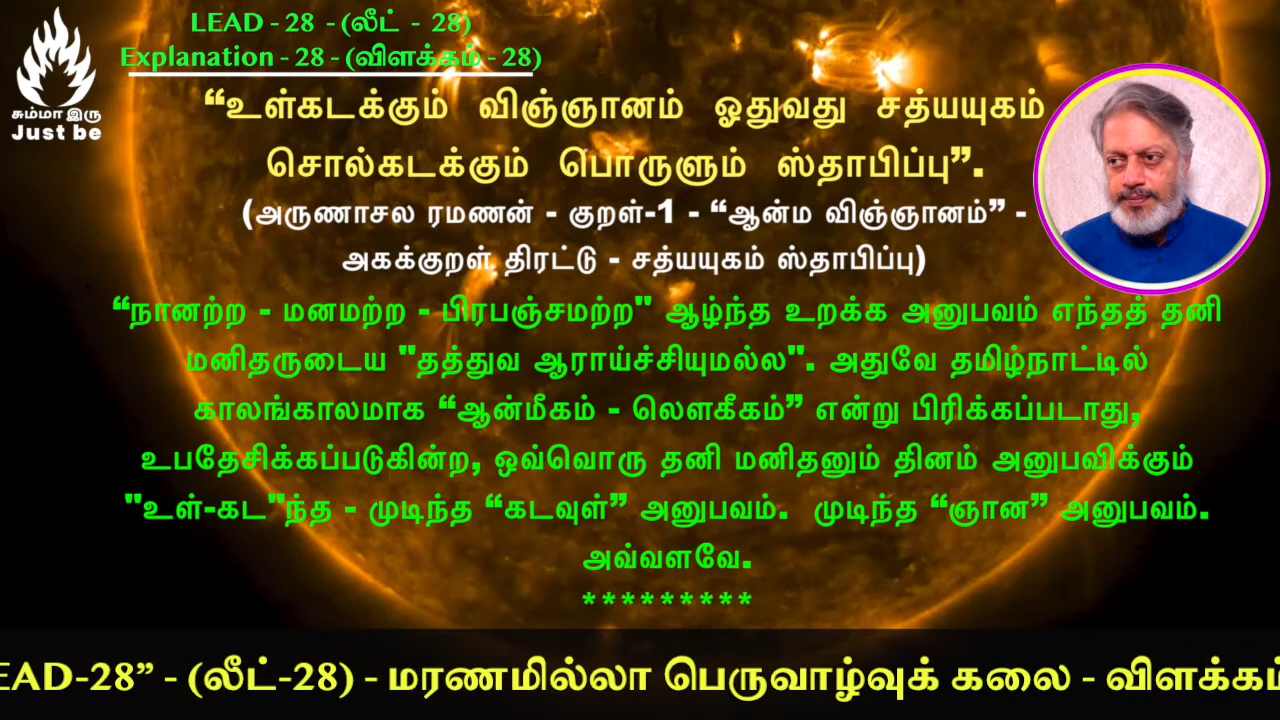 LEAD - 28 - (லீட் - 28)
Explanation - 28 - (விளக்கம் - 28)
சும்மா இரு
Just be
“உள்கடக்கும் விஞ்ஞானம் ஓதுவது சத்யயுகம்
சொல்கடக்கும் பொருளும் ஸ்தாபிப்பு”.
(அருணாசல ரமணன் - குறள்-1 - “ஆன்ம விஞ்ஞானம்” -
அகக்குறள் திரட்டு - சத்யயுகம் ஸ்தாபிப்பு)
“நானற்ற - மனமற்ற - பிரபஞ்சமற்ற" ஆழ்ந்த உறக்க அனுபவம் எந்தத் தனி
மனிதருடைய "தத்துவ ஆராய்ச்சியுமல்ல". அதுவே தமிழ்நாட்டில்
காலங்காலமாக “ஆன்மீகம் - லௌகீகம்” என்று பிரிக்கப்படாது,
உபதேசிக்கப்படுகின்ற, ஒவ்வொரு தனி மனிதனும் தினம் அனுபவிக்கும்
"உள்-கட"ந்த - முடிந்த “கடவுள்” அனுபவம். முடிந்த “ஞான” அனுபவம்.
அவ்வளவே.
*********
EAD-28” - (லீட்-28) - மரணமில்லா பெருவாழ்வுக் கலை - விளக்கம்